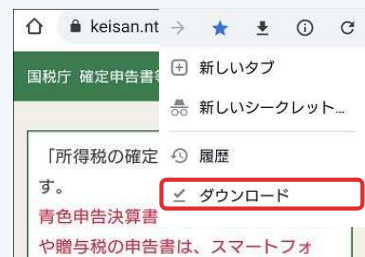 keisan.nt
国税庁 確定申告書
新しいタブ
新しいシークレット...
「所得税の確定
履歴
す。
ダウンロード
青色申告決算書
や贈与税の申告書は、スマートフォ